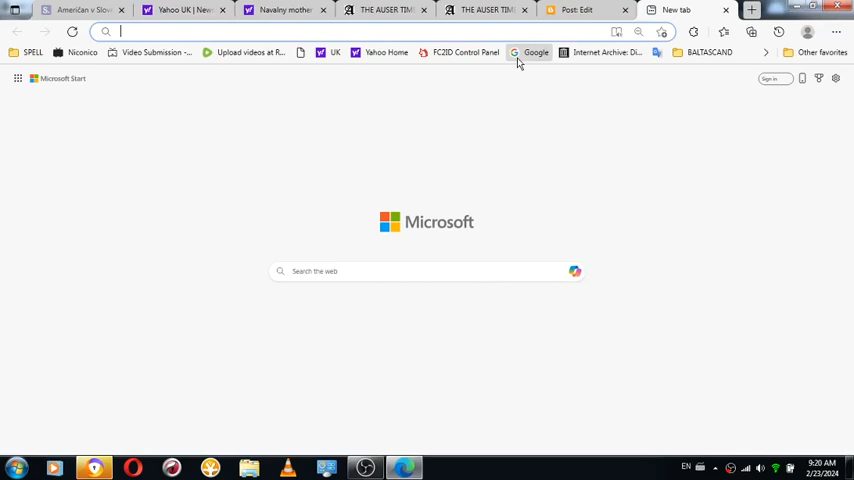 Američan v Slov
Yahoo UK | New
Navalny mother
THE AUSER TIM
THE AUSER TIM
Post: Edit
New tab
SPELL
Niconico
Video Submission -...
Upload videos at R...
UK
Yahoo Home
FC2ID Control Panel
Google
Internet Archive: Di...
BALTASCAND
Other favorites
Microsoft Start
Sign in
Microsoft
Search the web
EN
9:20 AM
2/23/2024